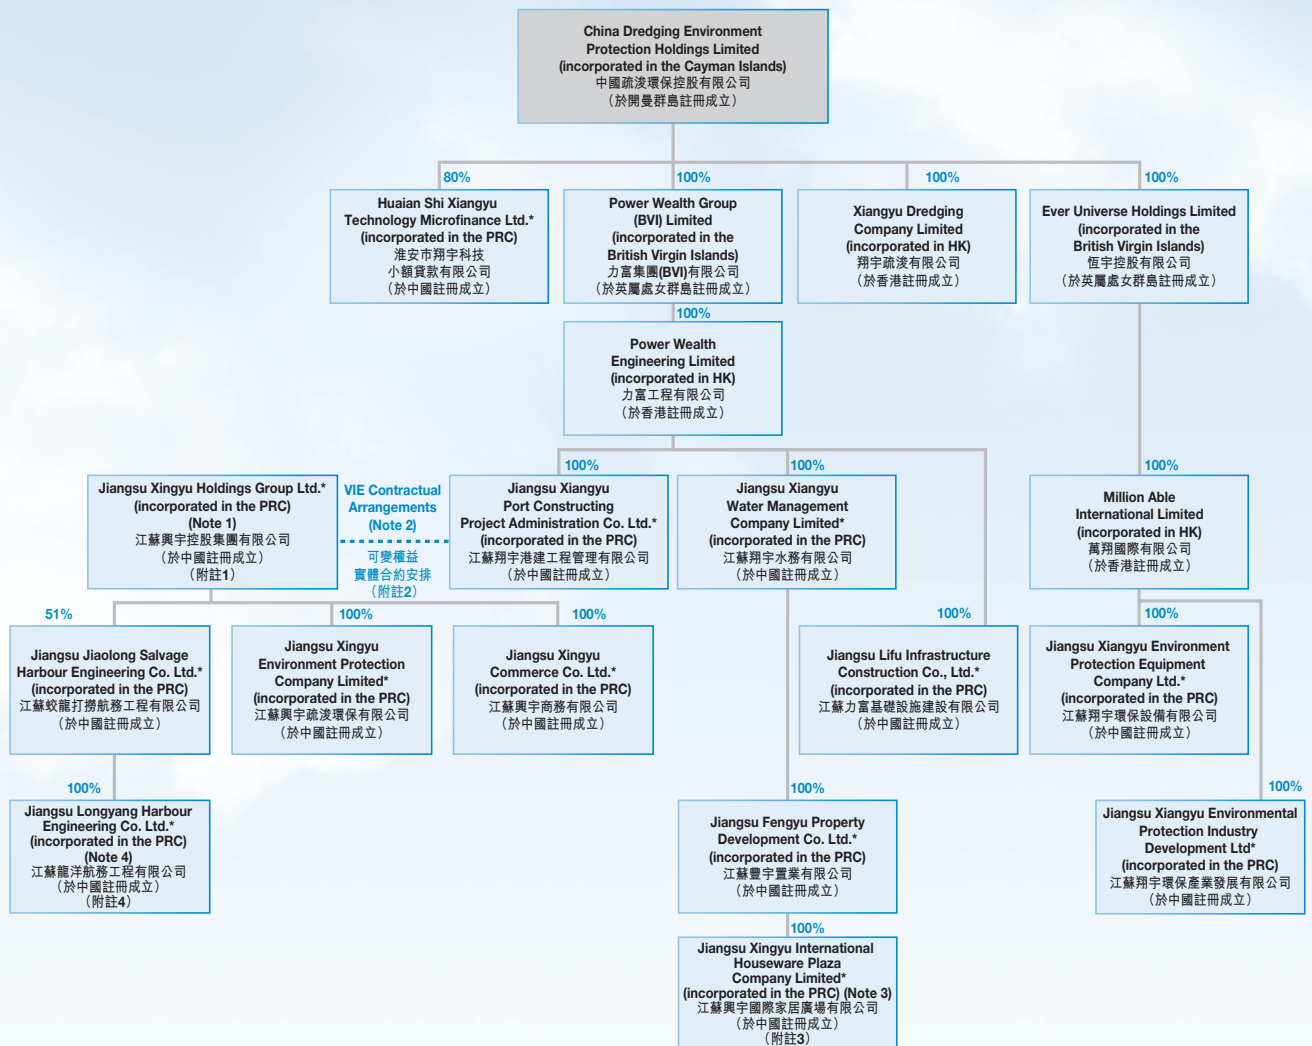 China Dredging Environment
Protection Holdings Limited
(incorporated in the Cayman Islands)
中國疏浚環保控股有限公司
（於開曼群島註冊成立）
80%
100%
100%
100%
Huaian Shi Xiangyu
Technology Microfinance Ltd.*
(incorporated in the PRC)
淮安市翔宇科技
小額貸款有限公司
（於中國註冊成立）
Power Wealth Group
(BVI) Limited
(incorporated in the
British Virgin Islands)
力富集團(BVI)有限公司
（於英屬處女群島註冊成立）
Xiangyu Dredging
Company Limited
(incorporated in HK)
翔宇疏浚有限公司
（於香港註冊成立）
Ever Universe Holdings Limited
(incorporated in the
British Virgin Islands)
恆宇控股有限公司
（於英屬處女群島註冊成立）
100%
Power Wealth
Engineering Limited
(incorporated in HK)
力富工程有限公司
（於香港註冊成立）
100%
100%
100%
Jiangsu Xingyu Holdings Group Ltd.*
(incorporated in the PRC)
(Note 1)
江蘇興宇控股集團有限公司
（於中國註冊成立）
（附註1）
VIE Contractual
Arrangements
(Note 2)
可變權益
實體合約安排
（附註2）
Jiangsu Xiangyu
Port Constructing
Project Administration Co. Ltd.*
(incorporated in the PRC)
江蘇翔宇港建工程管理有限公司
（於中國註冊成立）
Jiangsu Xiangyu
Water Management
Company Limited*
(incorporated in the PRC)
江蘇翔宇水務有限公司
（於中國註冊成立）
Million Able
International Limited
(incorporated in HK)
萬翔國際有限公司
（於香港註冊成立）
51%
100%
100%
100%
100%
Jiangsu Jiaolong Salvage
Harbour Engineering Co. Ltd.*
(incorporated in the PRC)
江蘇蛟龍打撈航務工程有限公司
（於中國註冊成立）
Jiangsu Xingyu
Environment Protection
Company Limited*
(incorporated in the PRC)
江蘇興宇疏浚環保有限公司
（於中國註冊成立）
Jiangsu Xingyu
Commerce Co. Ltd.*
(incorporated in the PRC)
江蘇興宇商務有限公司
（於中國註冊成立）
Jiangsu Lifu Infrastructure
Construction Co., Ltd.*
(incorporated in the PRC)
江蘇力富基礎設施建設有限公司
（於中國註冊成立）
Jiangsu Xiangyu Environment
Protection Equipment
Company Ltd.*
(incorporated in the PRC)
江蘇翔宇環保設備有限公司
（於中國註冊成立）
100%
100%
100%
Jiangsu Longyang Harbour
Engineering Co. Ltd.*
(incorporated in the PRC)
(Note 4)
江蘇龍洋航務工程有限公司
（於中國註冊成立）
（附註4）
Jiangsu Fengyu Property
Development Co. Ltd.*
(incorporated in the PRC)
江蘇豐宇置業有限公司
（於中國註冊成立）
Jiangsu Xiangyu Environmental
Protection Industry
Development Ltd*
(incorporated in the PRC)
江蘇翔宇環保產業發展有限公司
（於中國註冊成立）
100%
Jiangsu Xingyu International
Houseware Plaza
Company Limited*
(incorporated in the PRC) (Note 3)
江蘇興宇國際家居廣場有限公司
（於中國註冊成立）
（附註3）